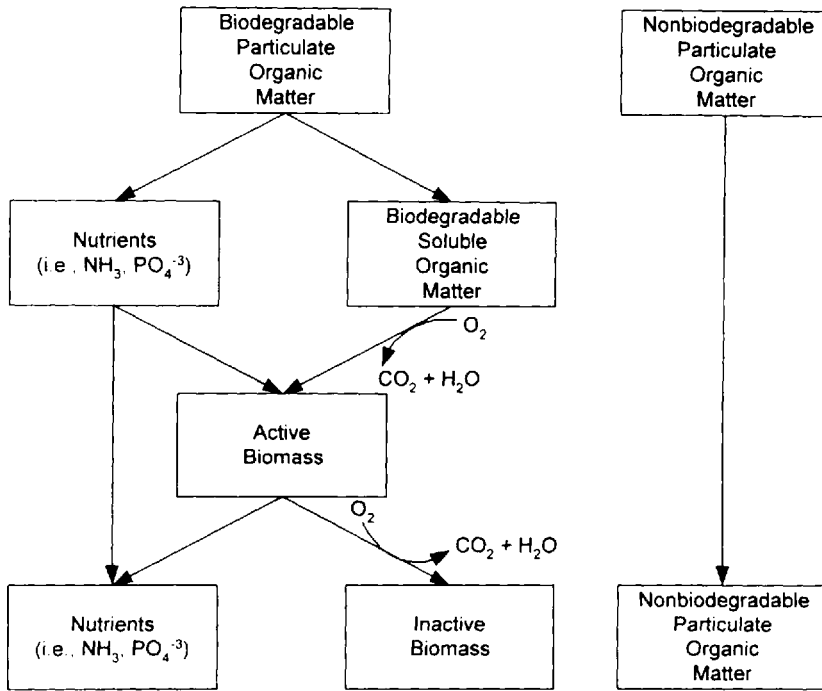 Biodegradable
Particulate
Organic
Matter
Nonbiodegradable
Particulate
Organic
Matter
Nutrients
(i.e., NH₃, PO₄⁻³)
Biodegradable
Soluble
Organic
Matter
O₂
CO₂ + H₂O
Active
Biomass
O₂
CO₂ + H₂O
Nutrients
(i.e., NH₃, PO₄⁻³)
Inactive
Biomass
Nonbiodegradable
Particulate
Organic
Matter